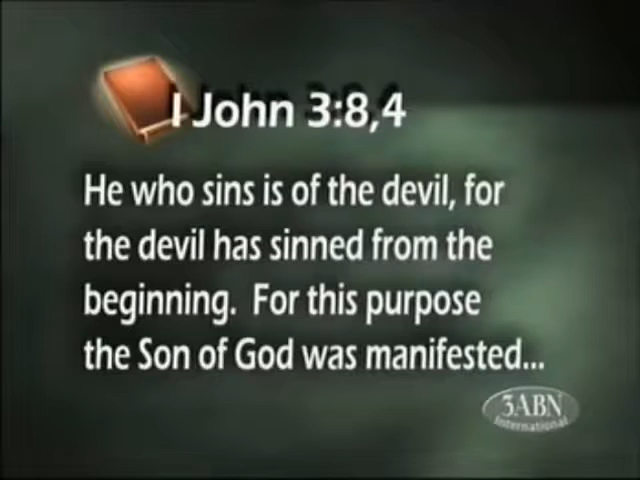 I John 3:8,4
He who sins is of the devil, for
the devil has sinned from the
beginning. For this purpose
the Son of God was manifested...
3ABN
International